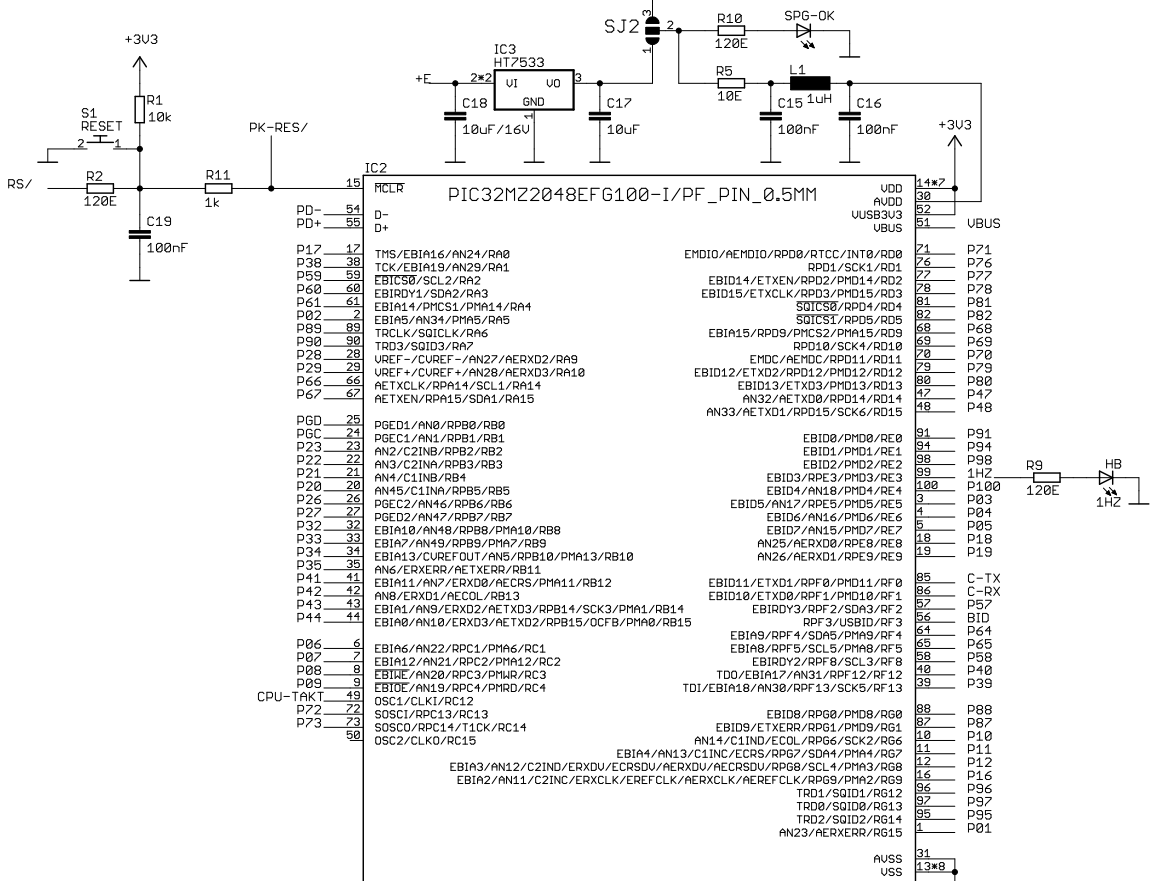 3
SJ2
2
1
R10
120E
SPG-OK
+3V3
IC3
HT7533
+E
2*2
VI
VO
3
GND
1
C18
10uF/16V
C17
10uF
R5
10E
L1
1uH
C15
100nF
C16
100nF
+3V3
R1
10k
S1
RESET
2
1
PK-RES/
RS/
R2
120E
R11
1k
C19
100nF
IC2
PIC32MZ2048EFG100-I/PF_PIN_0.5MM
15 MCLR
PD- 54 D-
PD+ 55 D+
P17 17 TMS/EBIA16/AN24/RA0
P38 38 TCK/EBIA19/AN29/RA1
P59 59 EBICS0/SCL2/RA2
P60 60 EBIRDY1/SDA2/RA3
P61 61 EBIA14/PMCS1/PMA14/RA4
P02 2 EBIA5/AN34/PMA5/RA5
P89 89 TRCLK/SQICLK/RA6
P90 90 TRD3/SQID3/RA7
P28 28 VREF-/CVREF-/AN27/AERXD2/RA9
P29 29 VREF+/CVREF+/AN28/AERXD3/RA10
P66 66 AETXCLK/RPA14/SCL1/RA14
P67 67 AETXEN/RPA15/SDA1/RA15
PGD 25 PGED1/AN0/RPB0/RB0
PGC 24 PGEC1/AN1/RPB1/RB1
P23 23 AN2/C2INB/RPB2/RB2
P22 22 AN3/C2INA/RPB3/RB3
P21 21 AN4/C1INB/RB4
P20 20 AN45/C1INA/RPB5/RB5
P26 26 PGEC2/AN46/RPB6/RB6
P27 27 PGED2/AN47/RPB7/RB7
P32 32 EBIA10/AN48/RPB8/PMA10/RB8
P33 33 EBIA7/AN49/RPB9/PMA7/RB9
P34 34 EBIA13/CVREFOUT/AN5/RPB10/PMA13/RB10
P35 35 AN6/ERXERR/AETXERR/RB11
P41 41 EBIA11/AN7/ERXD0/AECRS/PMA11/RB12
P42 42 AN8/ERXD1/AECOL/RB13
P43 43 EBIA1/AN9/ERXD2/AETXD3/RPB14/SCK3/PMA1/RB14
P44 44 EBIA0/AN10/ERXD3/AETXD2/RPB15/OCFB/PMA0/RB15
P06 6 EBIA6/AN22/RPC1/PMA6/RC1
P07 7 EBIA12/AN21/RPC2/PMA12/RC2
P08 8 EBIWE/AN20/RPC3/PMWR/RC3
P09 9 EBIOE/AN19/RPC4/PMRD/RC4
CPU-TAKT 49 OSC1/CLKI/RC12
P72 72 SOSCI/RPC13/RC13
P73 73 SOSCO/RPC14/T1CK/RC14
50 OSC2/CLKO/RC15
VDD 14*7
AVDD 30
VUSB3V3 52
VBUS 51 VBUS
EMDIO/AEMDIO/RPD0/RTCC/INT0/RD0 71 P71
RPD1/SCK1/RD1 76 P76
EBID14/ETXEN/RPD2/PMD14/RD2 77 P77
EBID15/ETXCLK/RPD3/PMD15/RD3 78 P78
SQICS0/RPD4/RD4 81 P81
SQICS1/RPD5/RD5 82 P82
EBIA15/RPD9/PMCS2/PMA15/RD9 68 P68
RPD10/SCK4/RD10 69 P69
EMDC/AEMDC/RPD11/RD11 70 P70
EBID12/ETXD2/RPD12/PMD12/RD12 79 P79
EBID13/ETXD3/PMD13/RD13 80 P80
AN32/AETXD0/RPD14/RD14 47 P47
AN33/AETXD1/RPD15/SCK6/RD15 48 P48
EBID0/PMD0/RE0 91 P91
EBID1/PMD1/RE1 94 P94
EBID2/PMD2/RE2 98 P98
EBID3/RPE3/PMD3/RE3 99 1HZ
EBID4/AN18/PMD4/RE4 100 P100
EBID5/AN17/RPE5/PMD5/RE5 3 P03
EBID6/AN16/PMD6/RE6 4 P04
EBID7/AN15/PMD7/RE7 5 P05
AN25/AERXD0/RPE8/RE8 18 P18
AN26/AERXD1/RPE9/RE9 19 P19
EBID11/ETXD1/RPF0/PMD11/RF0 85 C-TX
EBID10/ETXD0/RPF1/PMD10/RF1 86 C-RX
EBIRDY3/RPF2/SDA3/RF2 57 P57
RPF3/USBID/RF3 56 BID
EBIA9/RPF4/SDA5/PMA9/RF4 64 P64
EBIA8/RPF5/SCL5/PMA8/RF5 65 P65
EBIRDY2/RPF8/SCL3/RF8 58 P58
TDO/EBIA17/AN31/RPF12/RF12 40 P40
TDI/EBIA18/AN30/RPF13/SCK5/RF13 39 P39
EBID8/RPG0/PMD8/RG0 88 P88
EBID9/ETXERR/RPG1/PMD9/RG1 87 P87
AN14/C1IND/ECOL/RPG6/SCK2/RG6 10 P10
EBIA4/AN13/C1INC/ECRS/RPG7/SDA4/PMA4/RG7 11 P11
EBIA3/AN12/C2IND/ERXDV/ECRSDV/AERXDV/AECRSDV/RPG8/SCL4/PMA3/RG8 12 P12
EBIA2/AN11/C2INC/ERXCLK/EREFCLK/AERXCLK/AEREFCLK/RPG9/PMA2/RG9 16 P16
TRD1/SQID1/RG12 96 P96
TRD0/SQID0/RG13 97 P97
TRD2/SQID2/RG14 95 P95
AN23/AERXERR/RG15 1 P01
AVSS 31
VSS 13*8
R9
120E
HB
1HZ